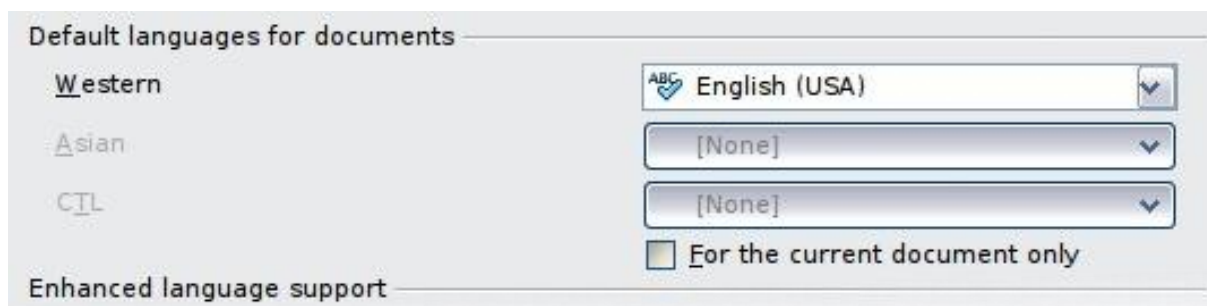 Default languages for documents
Western
ABC English (USA)
Asian
[None]
CTL
[None]
For the current document only
Enhanced language support